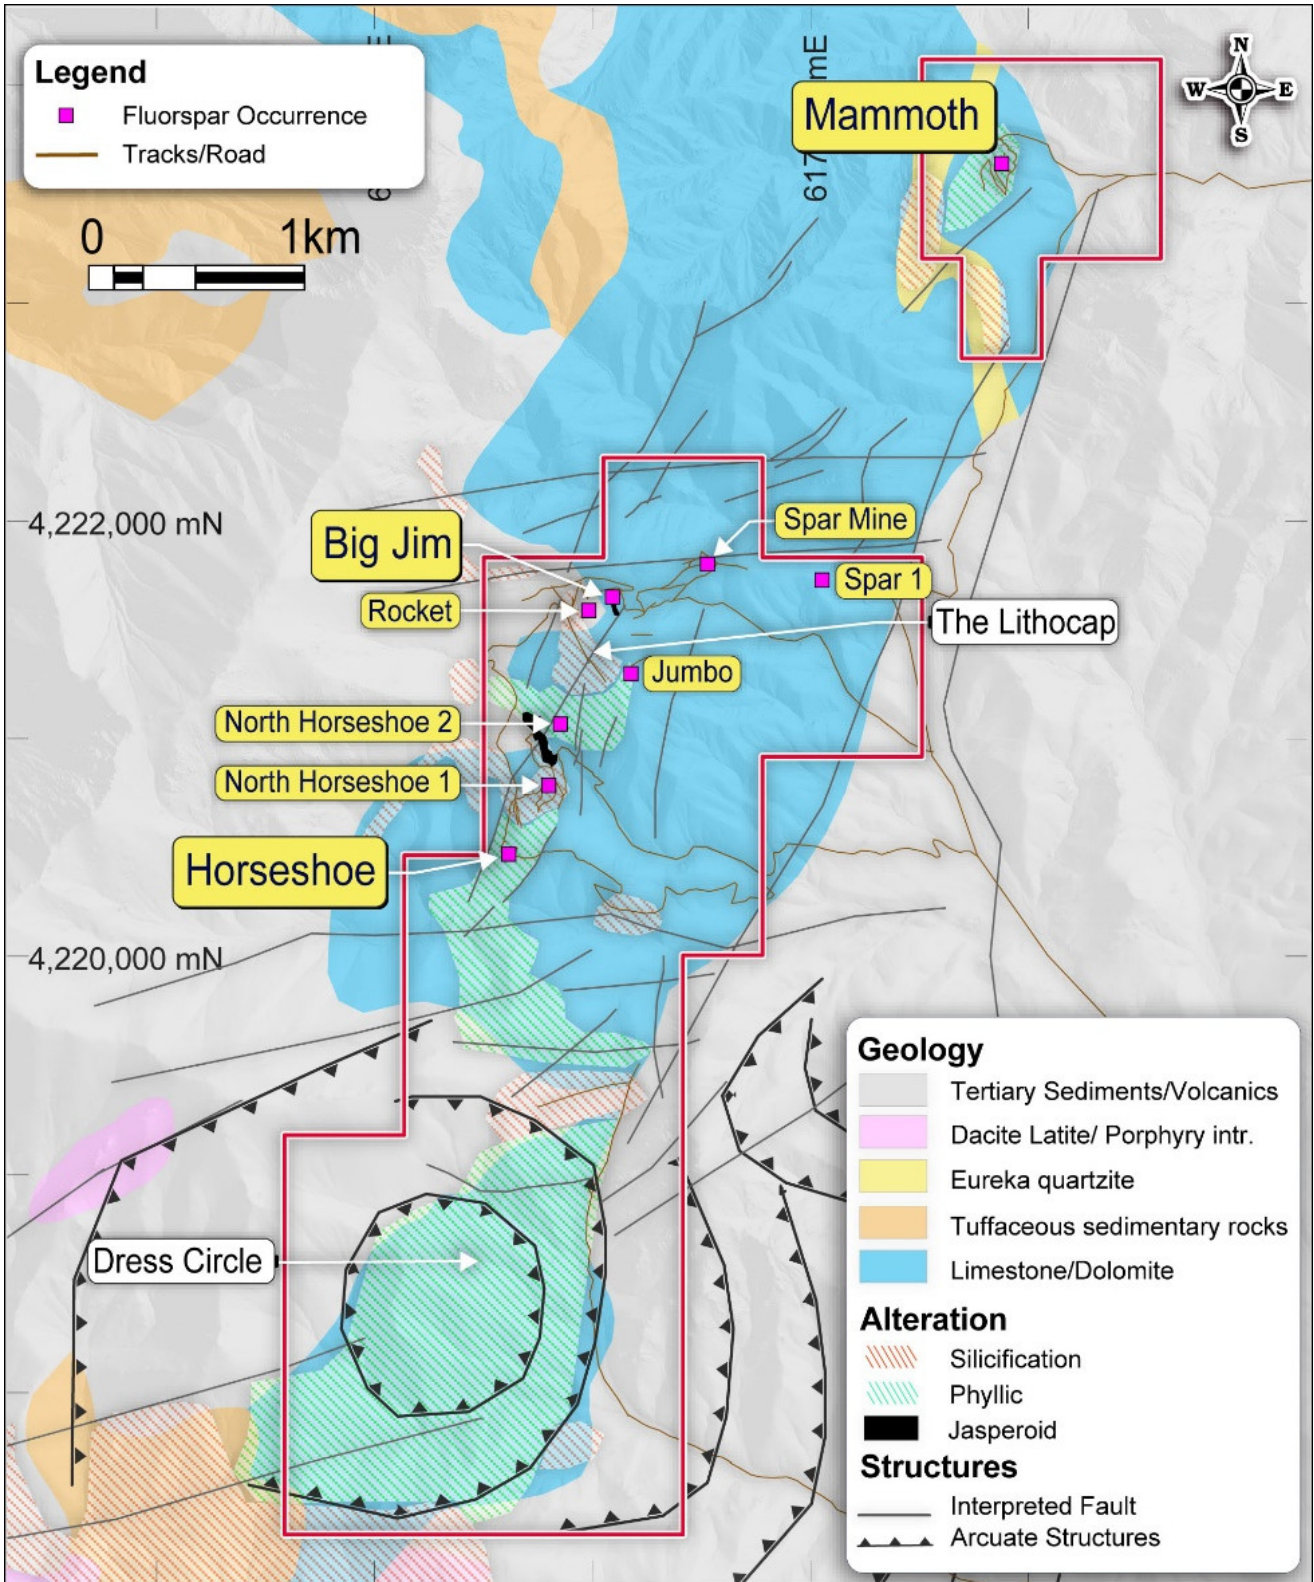 Legend
Fluorspar Occurrence
Tracks/Road
0 1km
617 mE
Mammoth
N
W E
S
4,222,000 mN
Big Jim
Spar Mine
Spar 1
Rocket
The Lithocap
Jumbo
North Horseshoe 2
North Horseshoe 1
Horseshoe
4,220,000 mN
Dress Circle
Geology
Tertiary Sediments/Volcanics
Dacite Latite/ Porphyry intr.
Eureka quartzite
Tuffaceous sedimentary rocks
Limestone/Dolomite
Alteration
Silicification
Phyllic
Jasperoid
Structures
Interpreted Fault
Arcuate Structures